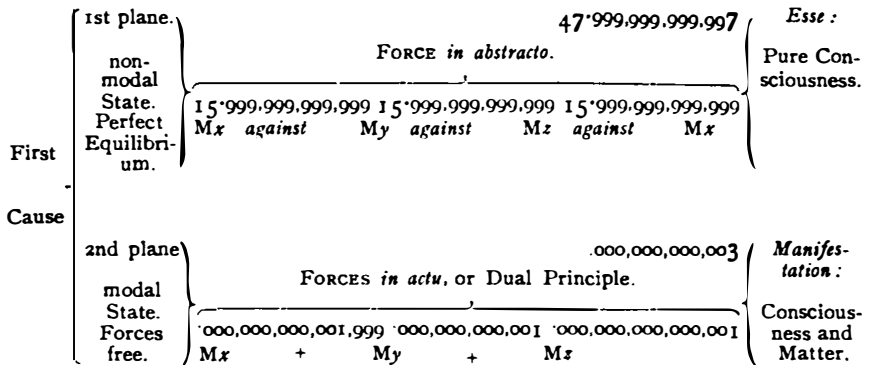 1st plane. 47·999,999,999,997 Esse :
FORCE in abstracto. Pure Con-
non- sciousness.
modal
State. 15·999,999,999,999 15·999,999,999,999 15·999,999,999,999
Perfect Mx against My against Mz against Mx
Equilibri-
um.
First
Cause
2nd plane ·000,000,000,003 Manifes-
tation :
FORCES in actu, or Dual Principle.
modal
State. Conscious-
Forces ·000,000,000,001,999 ·000,000,000,001 ·000,000,000,000,001 ness and
free. Mx + My + Mz Matter.